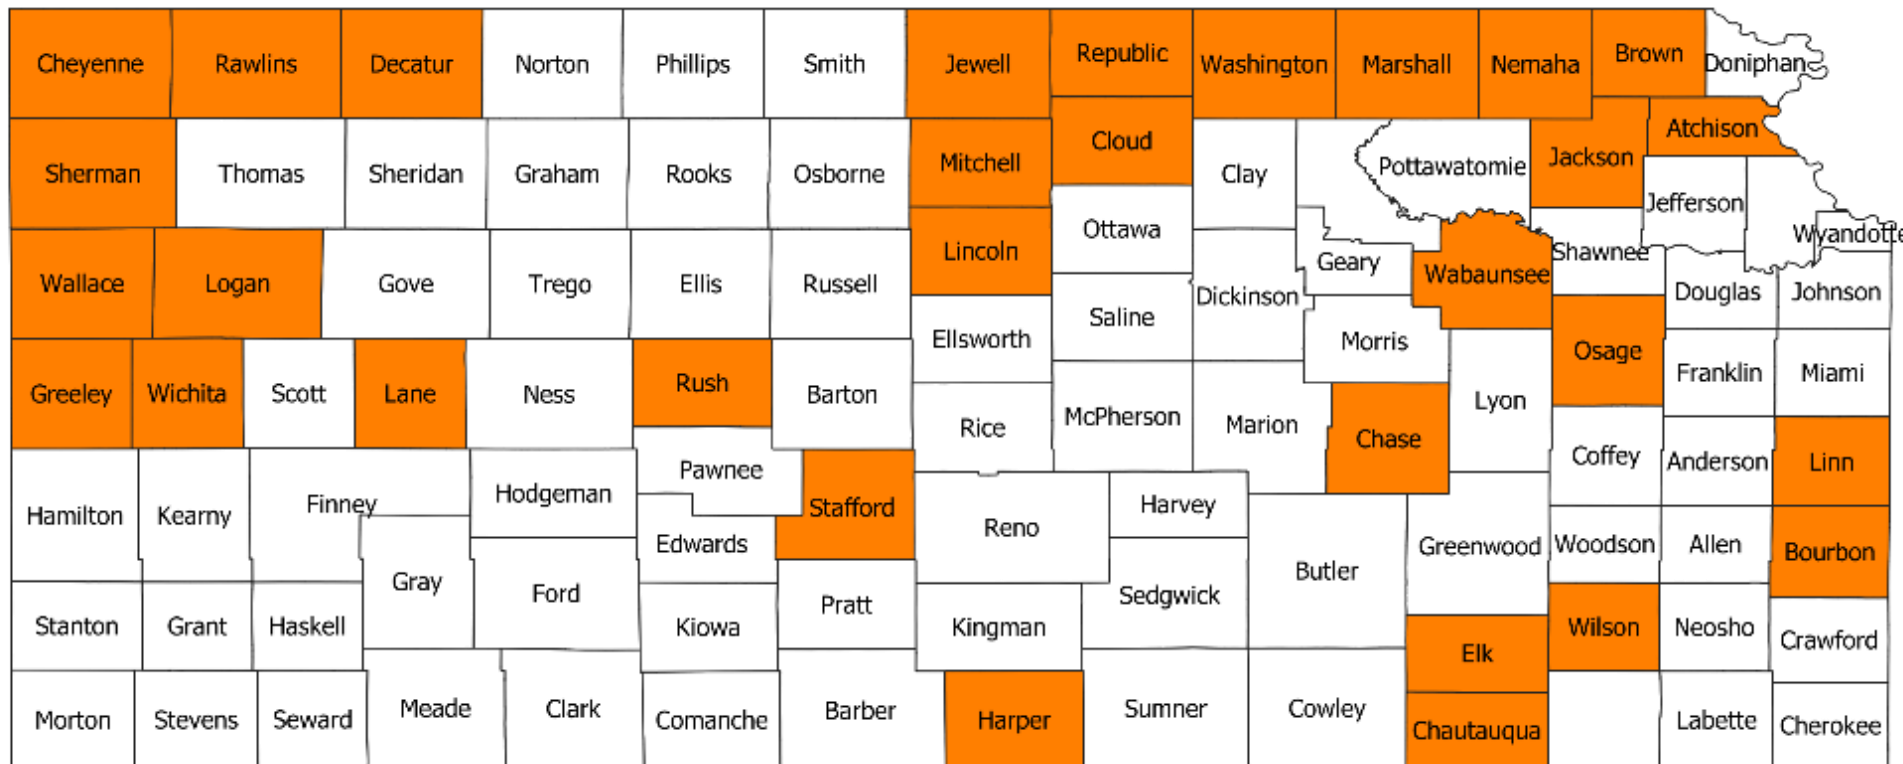 Cheyenne
Rawlins
Decatur
Norton
Phillips
Smith
Jewell
Republic
Washington
Marshall
Nemaha
Brown
Doniphan
Sherman
Thomas
Sheridan
Graham
Rooks
Osborne
Mitchell
Cloud
Clay
Pottawatomie
Jackson
Atchison
Jefferson
Wallace
Logan
Gove
Trego
Ellis
Russell
Lincoln
Ottawa
Dickinson
Geary
Wabaunsee
Shawnee
Wyandotte
Douglas
Johnson
Ellsworth
Saline
Morris
Osage
Franklin
Miami
Greeley
Wichita
Scott
Lane
Ness
Rush
Barton
Rice
McPherson
Marion
Chase
Lyon
Coffey
Anderson
Linn
Hamilton
Kearny
Finney
Hodgeman
Pawnee
Stafford
Reno
Harvey
Butler
Greenwood
Woodson
Allen
Bourbon
Edwards
Gray
Ford
Pratt
Sedgwick
Stanton
Grant
Haskell
Kiowa
Kingman
Elk
Wilson
Neosho
Crawford
Morton
Stevens
Seward
Meade
Clark
Comanche
Barber
Harper
Sumner
Cowley
Chautauqua
Labette
Cherokee